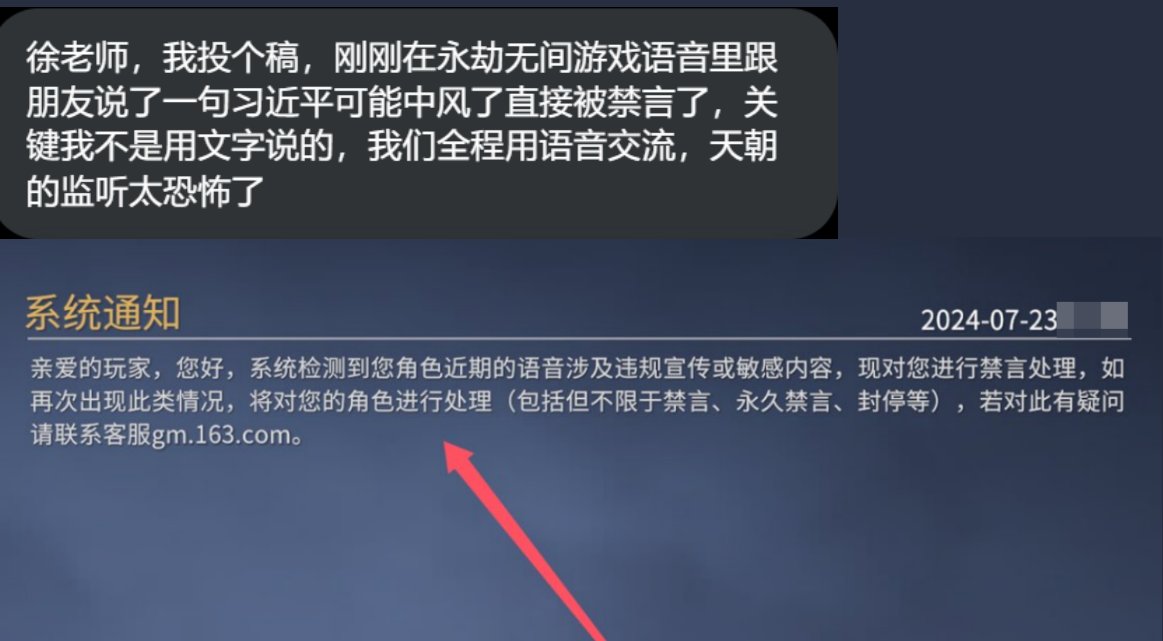 徐老师，我投个稿，刚刚在永劫无间游戏语音里跟
朋友说了一句习近平可能中风了直接被禁言了，关
键我不是用文字说的，我们全程用语音交流，天朝
的监听太恐怖了
系统通知
2024-07-23
亲爱的玩家，您好，系统检测到您角色近期的语音涉及违规宣传或敏感内容，现对您进行禁言处理，如
再次出现此类情况，将对您的角色进行处理（包括但不限于禁言、永久禁言、封停等），若对此有疑问
请联系客服gm.163.com。